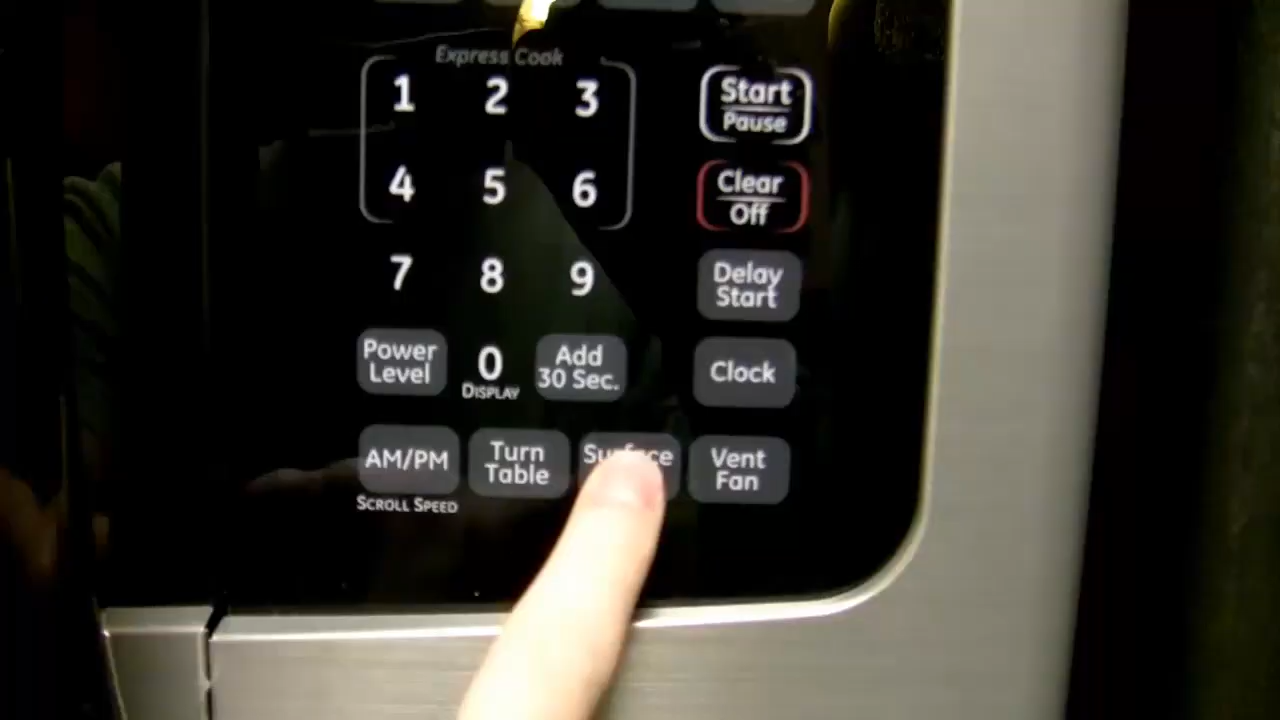 Express Cook
1 2 3
Start
Pause
4 5 6
Clear
Off
7 8 9
Delay
Start
Power
Level
0
DISPLAY
Add
30 Sec.
Clock
AM/PM
SCROLL SPEED
Turn
Table
Surface
Vent
Fan